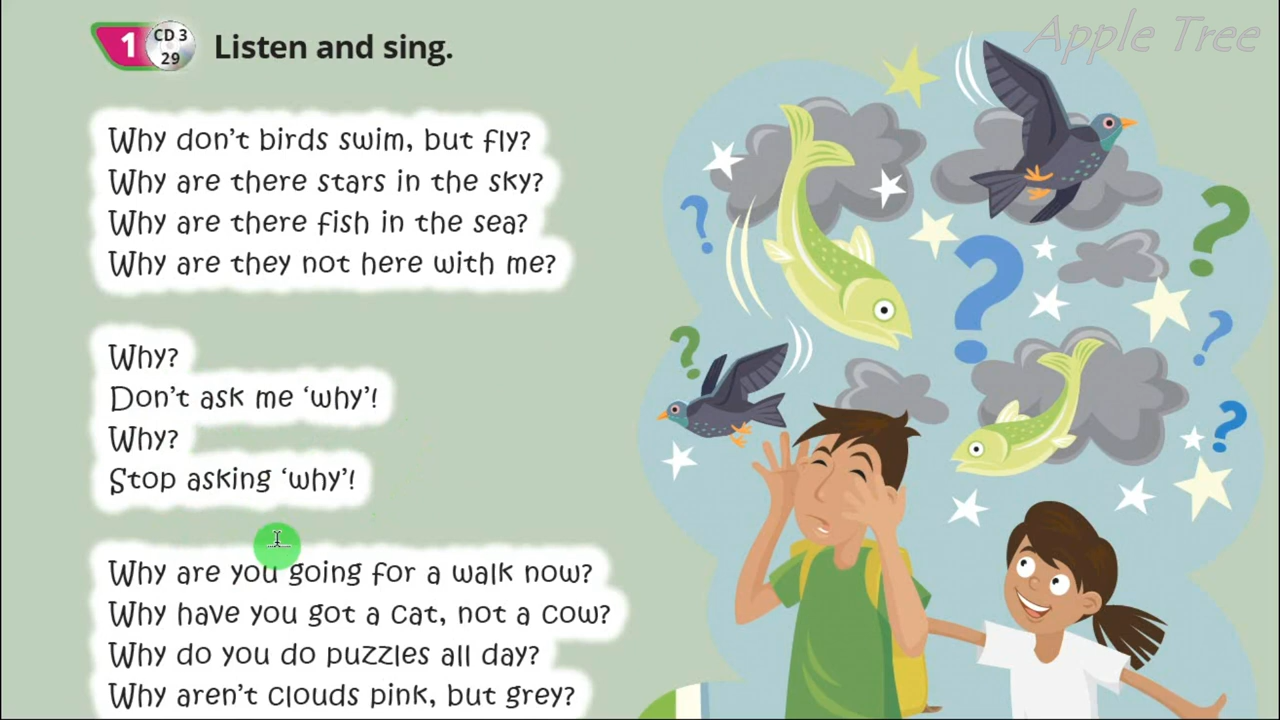 Apple Tree
1 CD 3 29 Listen and sing.
Why don't birds swim, but fly?
Why are there stars in the sky?
Why are there fish in the sea?
Why are they not here with me?
Why?
Don't ask me ‘why’!
Why?
Stop asking ‘why’!
Why are you going for a walk now?
Why have you got a cat, not a cow?
Why do you do puzzles all day?
Why aren't clouds pink, but grey?
? ? ? ? ? ?